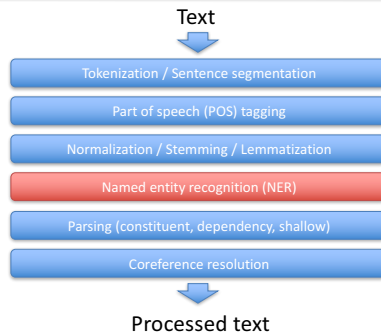 Text
Tokenization / Sentence segmentation
Part of speech (POS) tagging
Normalization / Stemming / Lemmatization
Named entity recognition (NER)
Parsing (constituent, dependency, shallow)
Coreference resolution
Processed text